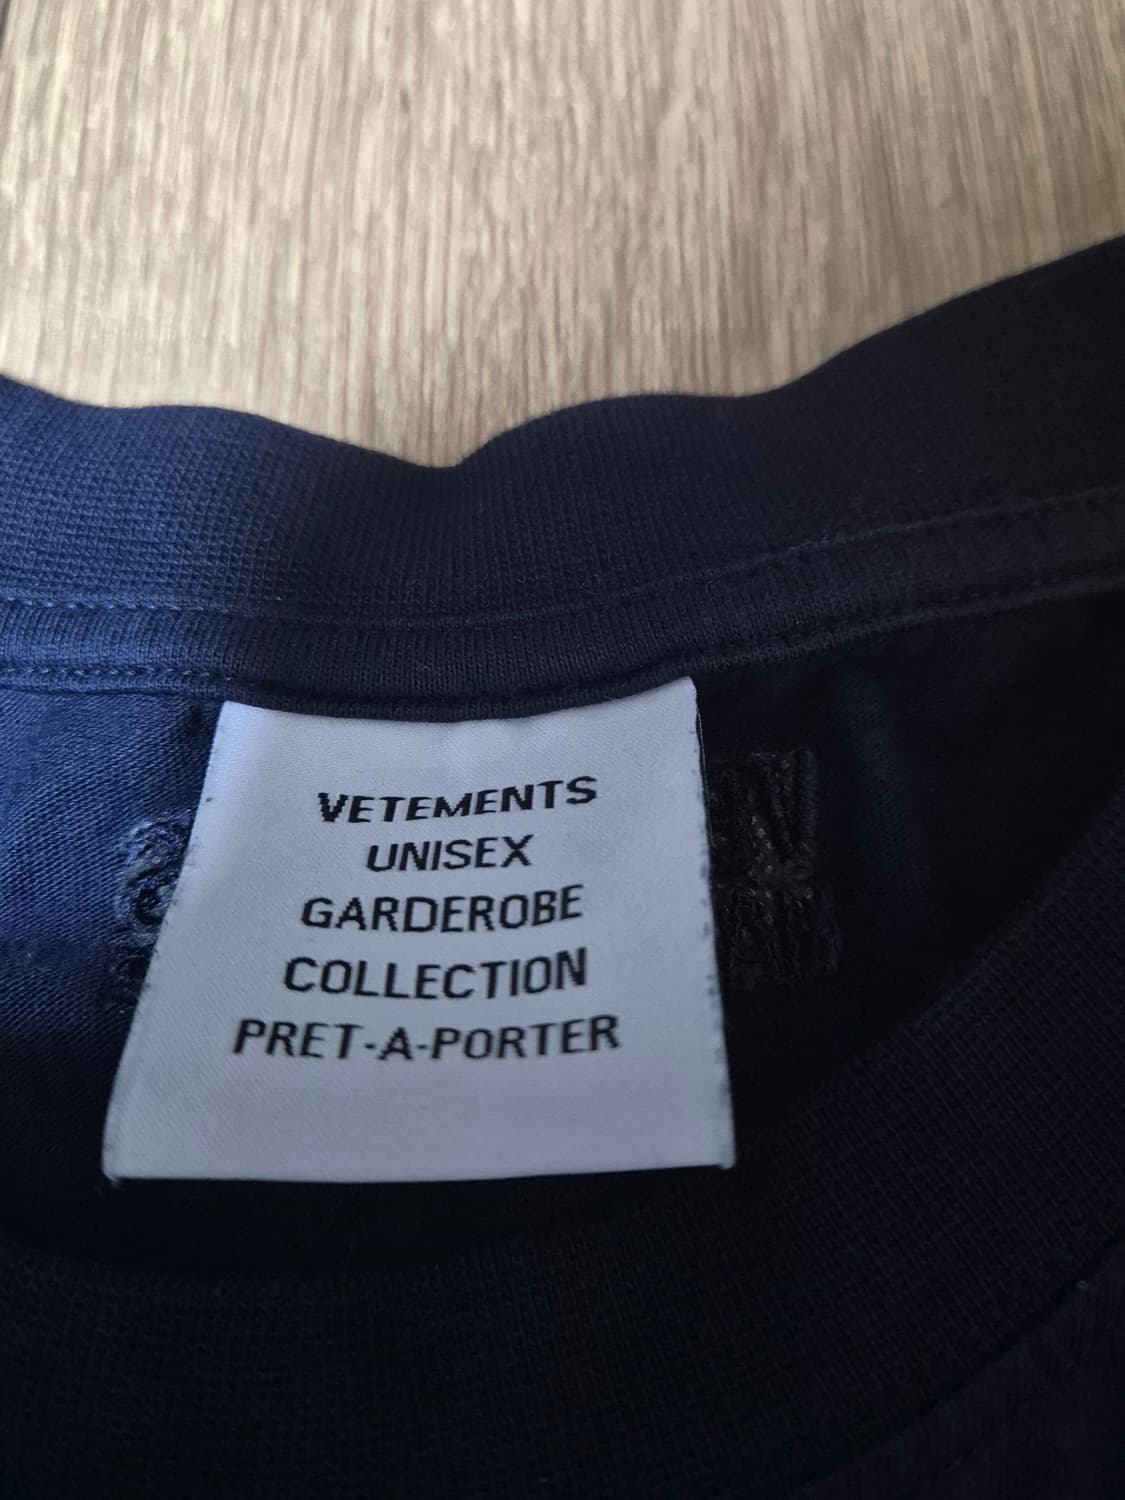 VETEMENTS
UNISEX
GARDEROBE
COLLECTION
PRET-A-PORTER